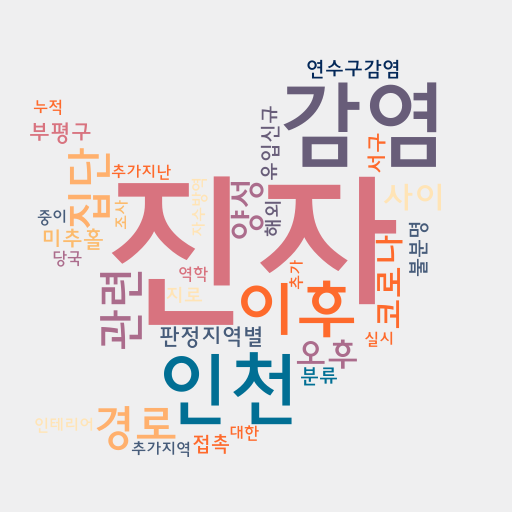 연수구감염
감염
누적
부평구
유입신규
서구
집단
추가지난
진자
양성
해외
사이
중이
조사
자수방역
미추홀
당국
불분명
코로나
역학
추가
관련
지로
이후
판정지역별
오후
실시
인천
분류
경로
인테리어
추가지역
접촉
대한